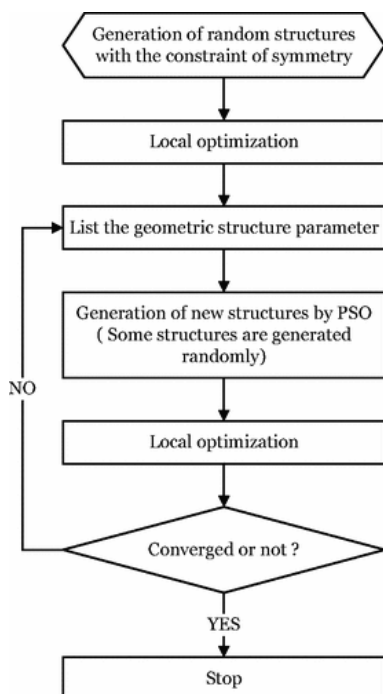 Generation of random structures
with the constraint of symmetry
Local optimization
List the geometric structure parameter
Generation of new structures by PSO
( Some structures are generated
randomly)
NO
Local optimization
Converged or not ?
YES
Stop